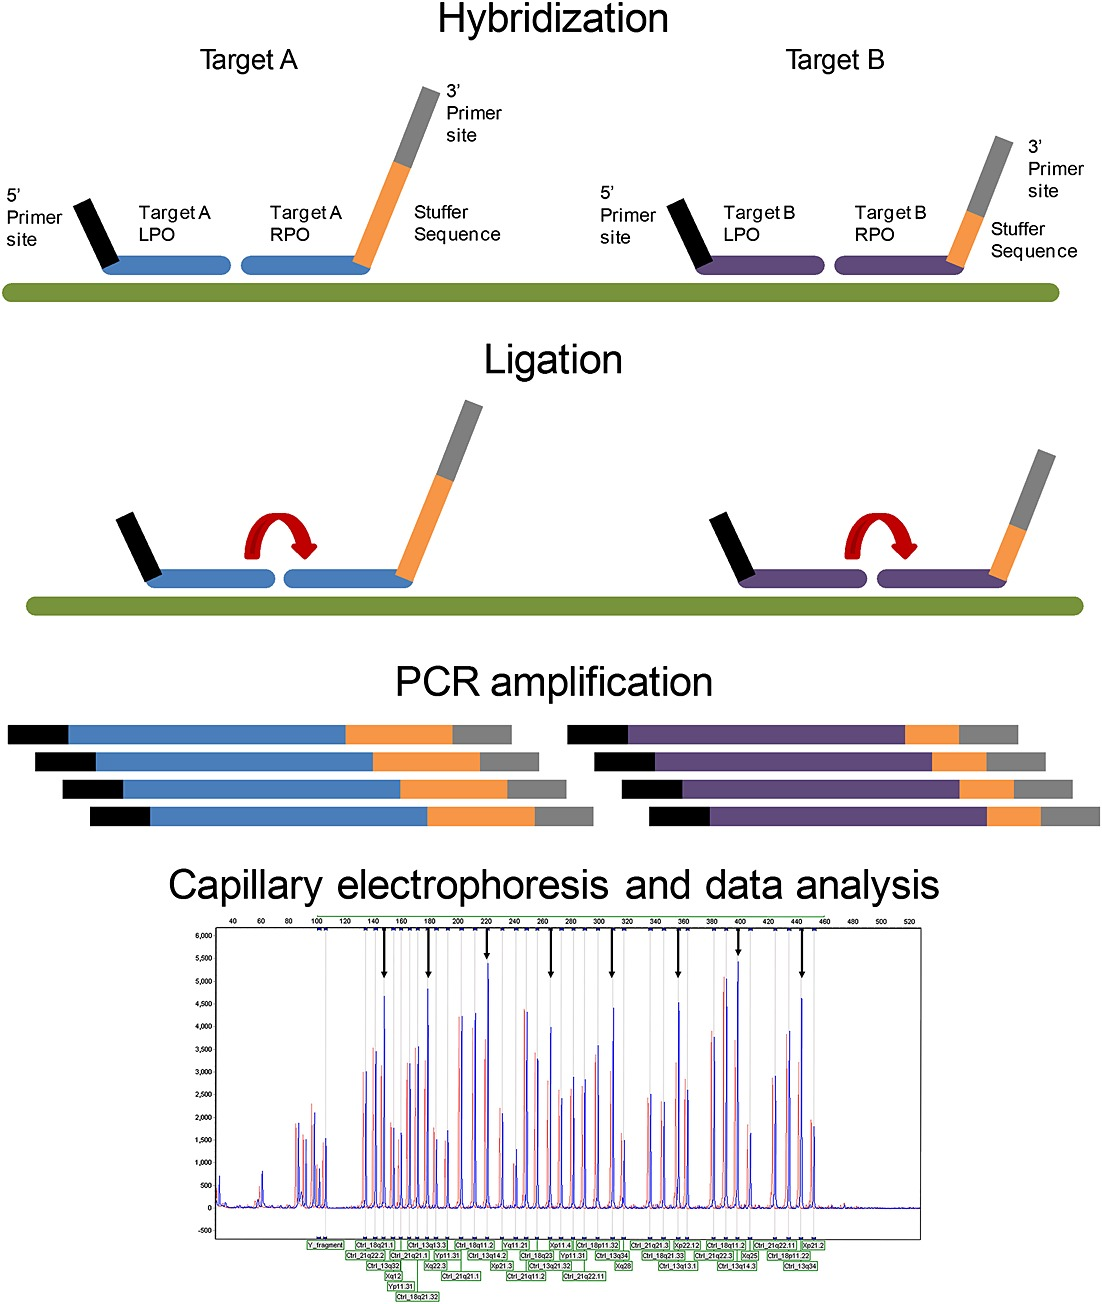 Hybridization
Target A
Target B
3’
Primer
site
3’
Primer
site
5’
Primer
site
Target A
LPO
Target A
RPO
Stuffer
Sequence
5’
Primer
site
Target B
LPO
Target B
RPO
Stuffer
Sequence
Ligation
PCR amplification
Capillary electrophoresis and data analysis
40 60 80 100 120 140 160 180 200 220 240 260 280 300 320 340 360 380 400 420 440 460 480 500 520
6,000
5,500
5,000
4,500
4,000
3,500
3,000
2,500
2,000
1,500
1,000
500
0
-500
Y_fragment Ctrl_18q21.1 Ctrl_13q13.3 Ctrl_18q11.2 Yq11.21 Xp11.4 Ctrl_18p11.32 Ctrl_21q21.3 Xp22.12 Ctrl_18q11.2 Ctrl_21q22.11 Xp21.2
Ctrl_21q22.2 Ctrl_21q21.1 Yp11.31 Ctrl_13q14.2 Ctrl_18q23 Yp11.31 Ctrl_13q34 Ctrl_18q21.33 Ctrl_21q22.3 Xq26 Ctrl_18p11.22
Ctrl_13q32 Xq22.3 Xp21.3 Ctrl_13q21.32 Xq28 Ctrl_13q13.1 Ctrl_13q14.3 Ctrl_13q34
Xq12 Ctrl_21q21.1 Ctrl_21q11.2 Ctrl_21q22.11
Yp11.31
Ctrl_18q21.32